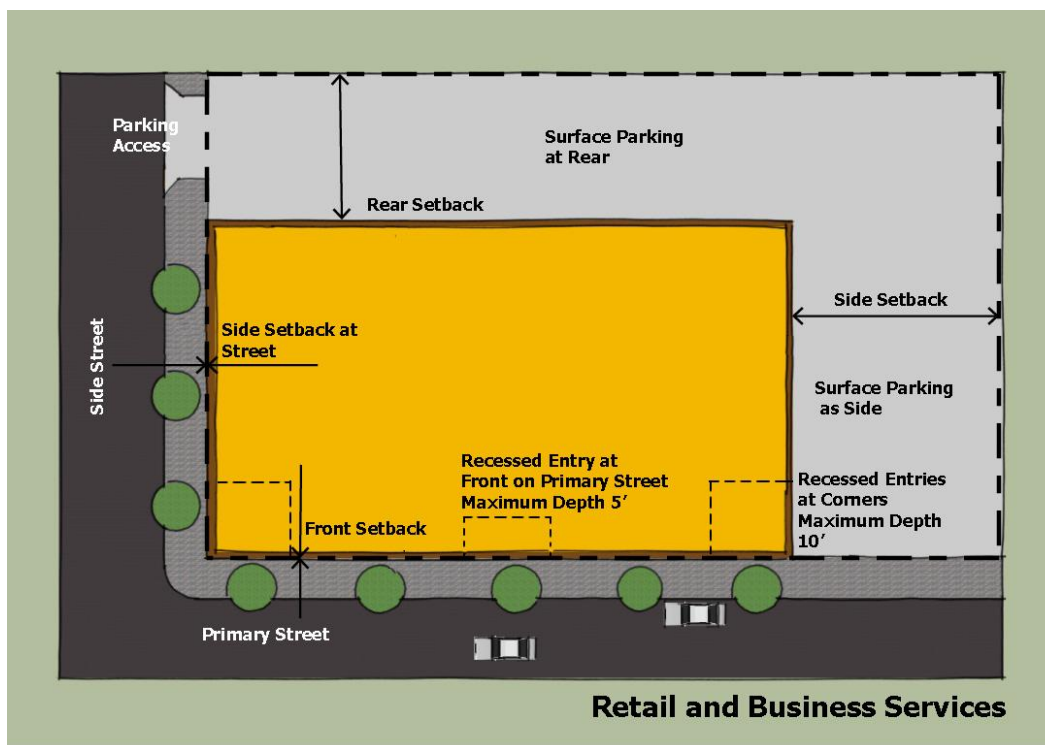 Parking
Access
Surface Parking
at Rear
Rear Setback
Side Setback
Side Setback at
Street
Side Street
Surface Parking
as Side
Recessed Entry at
Front on Primary Street
Maximum Depth 5′
Recessed Entries
at Corners
Maximum Depth
10′
Front Setback
Primary Street
Retail and Business Services